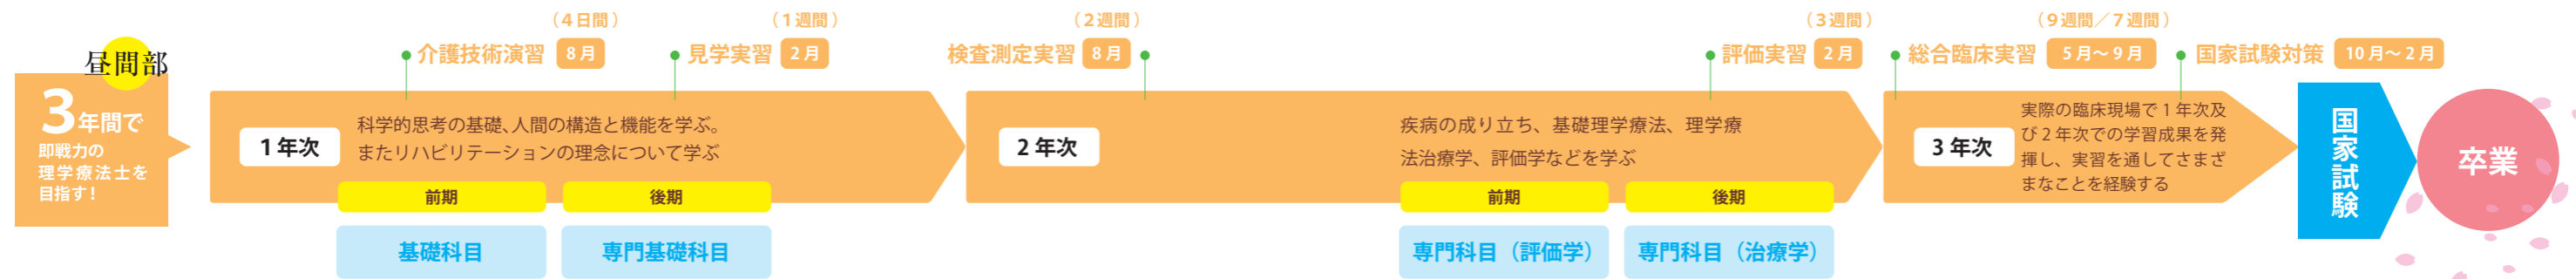 昼間部
3年間で
即戦力の
理学療法士を
目指す!
(4日間)
介護技術演習 8月
(1週間)
見学実習 2月
1年次
科学的思考の基礎、人間の構造と機能を学ぶ。
またリハビリテーションの理念について学ぶ
前期
後期
基礎科目
専門基礎科目
(2週間)
検査測定実習 8月
(3週間)
評価実習 2月
2年次
疾病の成り立ち、基礎理学療法、理学療
法治療学、評価学などを学ぶ
前期
後期
専門科目(評価学)
専門科目(治療学)
(9週間/7週間)
総合臨床実習 5月〜9月
国家試験対策 10月〜2月
3年次
実際の臨床現場で1年次及
び2年次での学習成果を発
揮し、実習を通してさまざ
まなことを経験する
国家試験
卒業